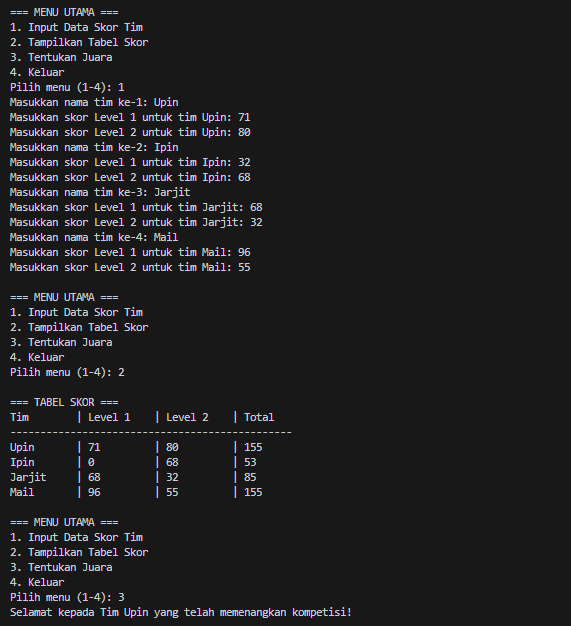 === MENU UTAMA ===
1. Input Data Skor Tim
2. Tampilkan Tabel Skor
3. Tentukan Juara
4. Keluar
Pilih menu (1-4): 1
Masukkan nama tim ke-1: Upin
Masukkan skor Level 1 untuk tim Upin: 71
Masukkan skor Level 2 untuk tim Upin: 80
Masukkan nama tim ke-2: Ipin
Masukkan skor Level 1 untuk tim Ipin: 32
Masukkan skor Level 2 untuk tim Ipin: 68
Masukkan nama tim ke-3: Jarjit
Masukkan skor Level 1 untuk tim Jarjit: 68
Masukkan skor Level 2 untuk tim Jarjit: 32
Masukkan nama tim ke-4: Mail
Masukkan skor Level 1 untuk tim Mail: 96
Masukkan skor Level 2 untuk tim Mail: 55

=== MENU UTAMA ===
1. Input Data Skor Tim
2. Tampilkan Tabel Skor
3. Tentukan Juara
4. Keluar
Pilih menu (1-4): 2

=== TABEL SKOR ===
Tim        | Level 1    | Level 2    | Total
-----------------------------------------------
Upin       | 71         | 80         | 155
Ipin       | 0          | 68         | 53
Jarjit     | 68         | 32         | 85
Mail       | 96         | 55         | 155

=== MENU UTAMA ===
1. Input Data Skor Tim
2. Tampilkan Tabel Skor
3. Tentukan Juara
4. Keluar
Pilih menu (1-4): 3
Selamat kepada Tim Upin yang telah memenangkan kompetisi!